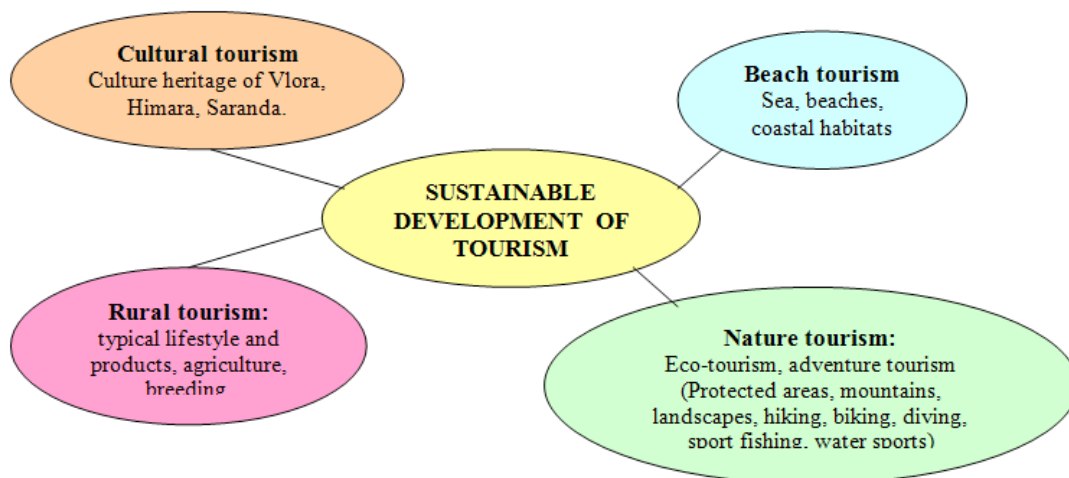 Cultural tourism
Culture heritage of Vlora,
Himara, Saranda.
Beach tourism
Sea, beaches,
coastal habitats
SUSTAINABLE
DEVELOPMENT OF
TOURISM
Rural tourism:
typical lifestyle and
products, agriculture,
breeding
Nature tourism:
Eco-tourism, adventure tourism
(Protected areas, mountains,
landscapes, hiking, biking, diving,
sport fishing, water sports)